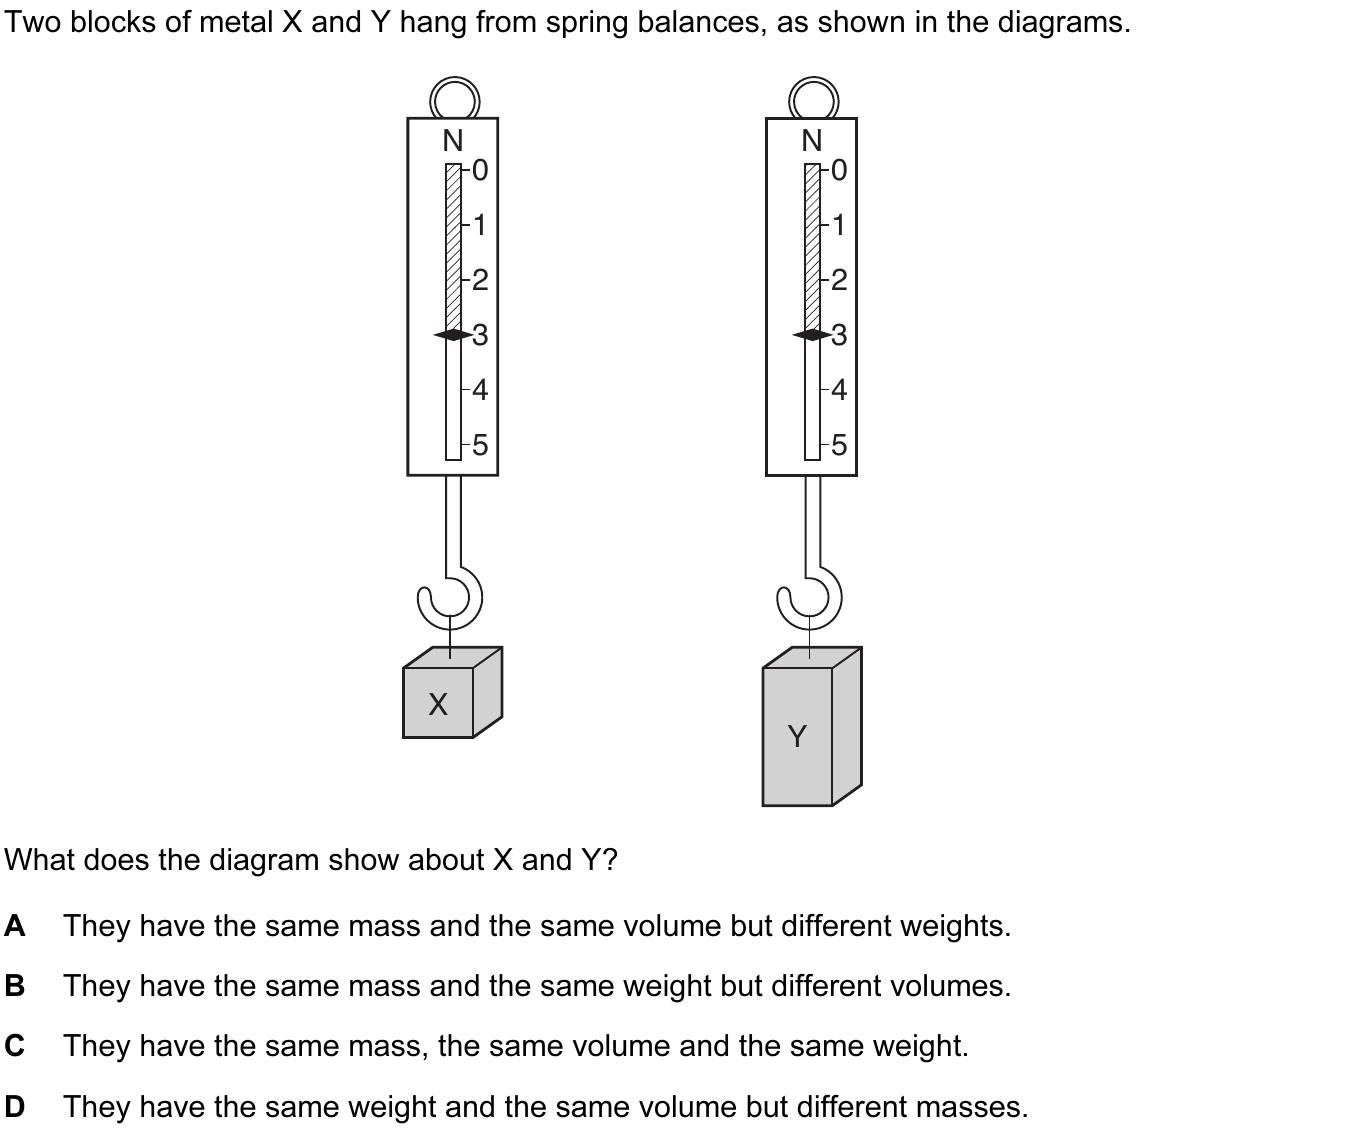 Two blocks of metal X and Y hang from spring balances, as shown in the diagrams.
N N
0 0
1 1
2 2
3 3
4 4
5 5
X
Y
What does the diagram show about X and Y?
A They have the same mass and the same volume but different weights.
B They have the same mass and the same weight but different volumes.
C They have the same mass, the same volume and the same weight.
D They have the same weight and the same volume but different masses.